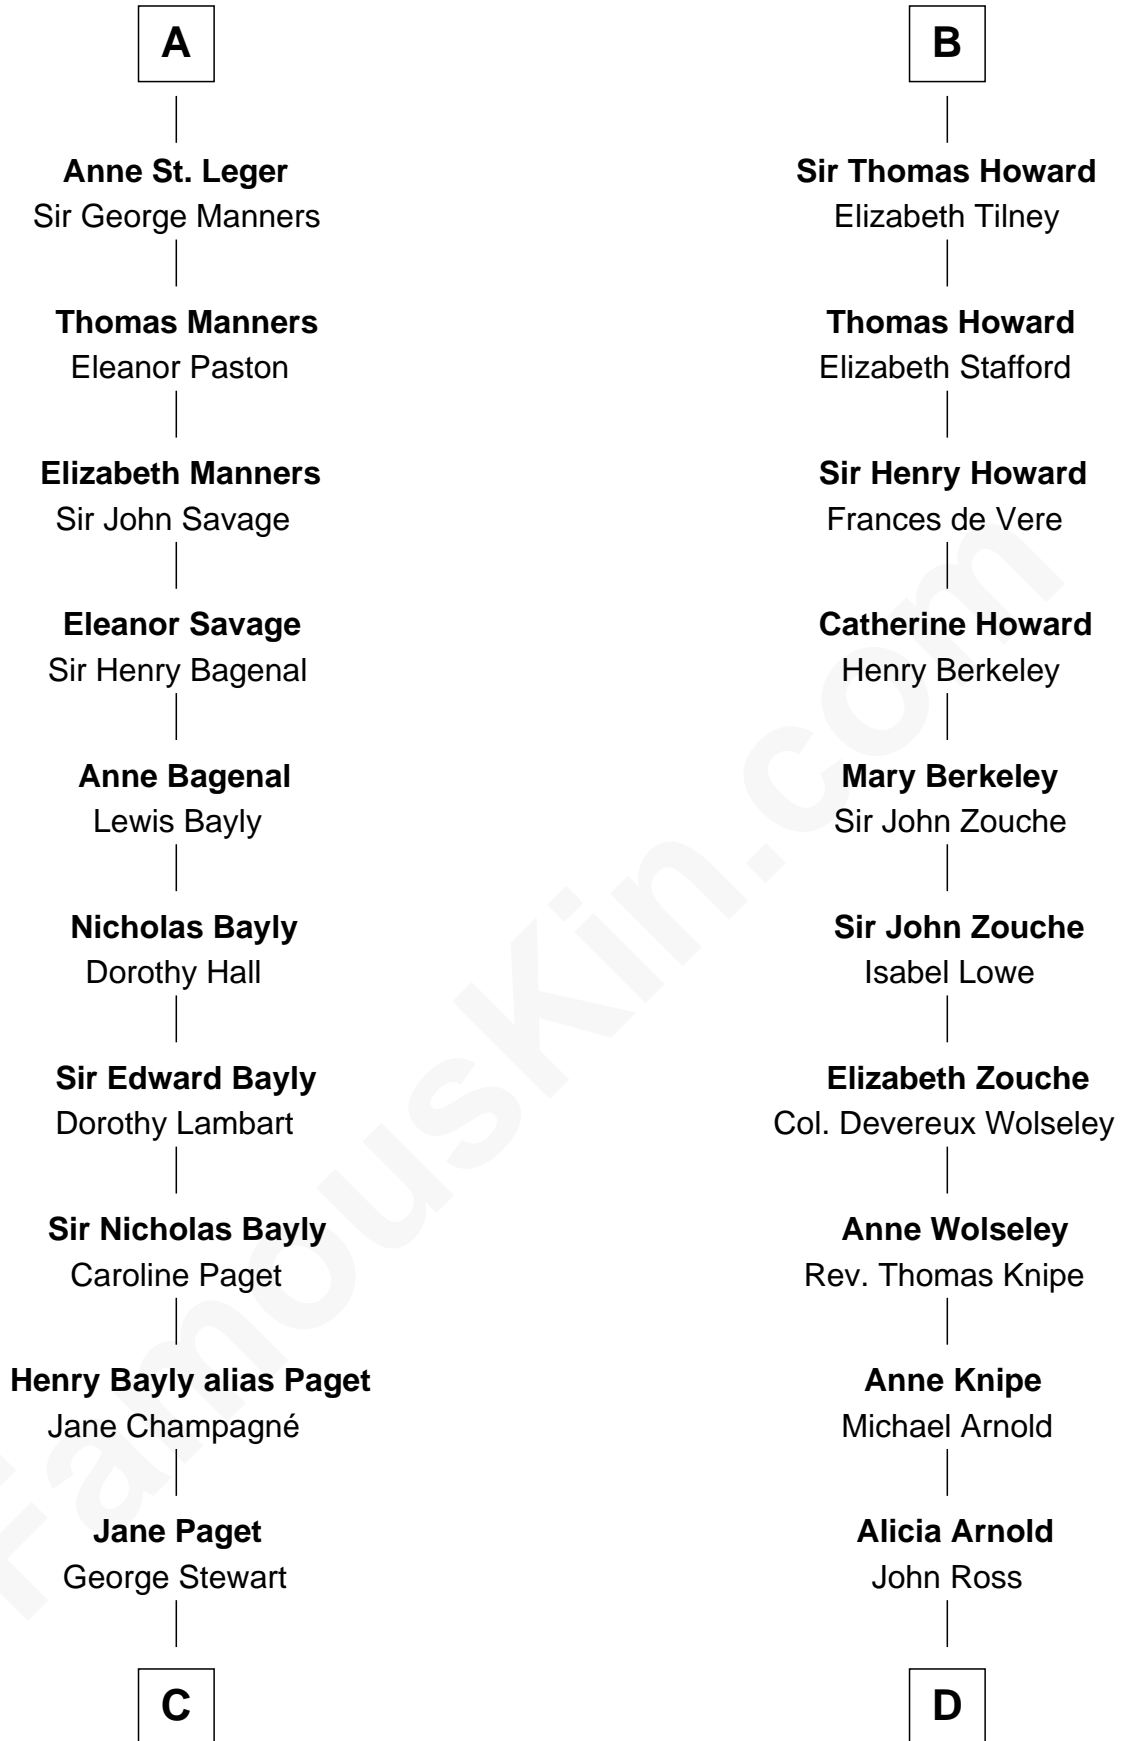 A
Anne St. Leger
Sir George Manners
Thomas Manners
Eleanor Paston
Elizabeth Manners
Sir John Savage
Eleanor Savage
Sir Henry Bagenal
Anne Bagenal
Lewis Bayly
Nicholas Bayly
Dorothy Hall
Sir Edward Bayly
Dorothy Lambart
Sir Nicholas Bayly
Caroline Paget
Henry Bayly alias Paget
Jane Champagné
Jane Paget
George Stewart
C
B
Sir Thomas Howard
Elizabeth Tilney
Thomas Howard
Elizabeth Stafford
Sir Henry Howard
Frances de Vere
Catherine Howard
Henry Berkeley
Mary Berkeley
Sir John Zouche
Sir John Zouche
Isabel Lowe
Elizabeth Zouche
Col. Devereux Wolseley
Anne Wolseley
Rev. Thomas Knipe
Anne Knipe
Michael Arnold
Alicia Arnold
John Ross
D
FamousKin.com